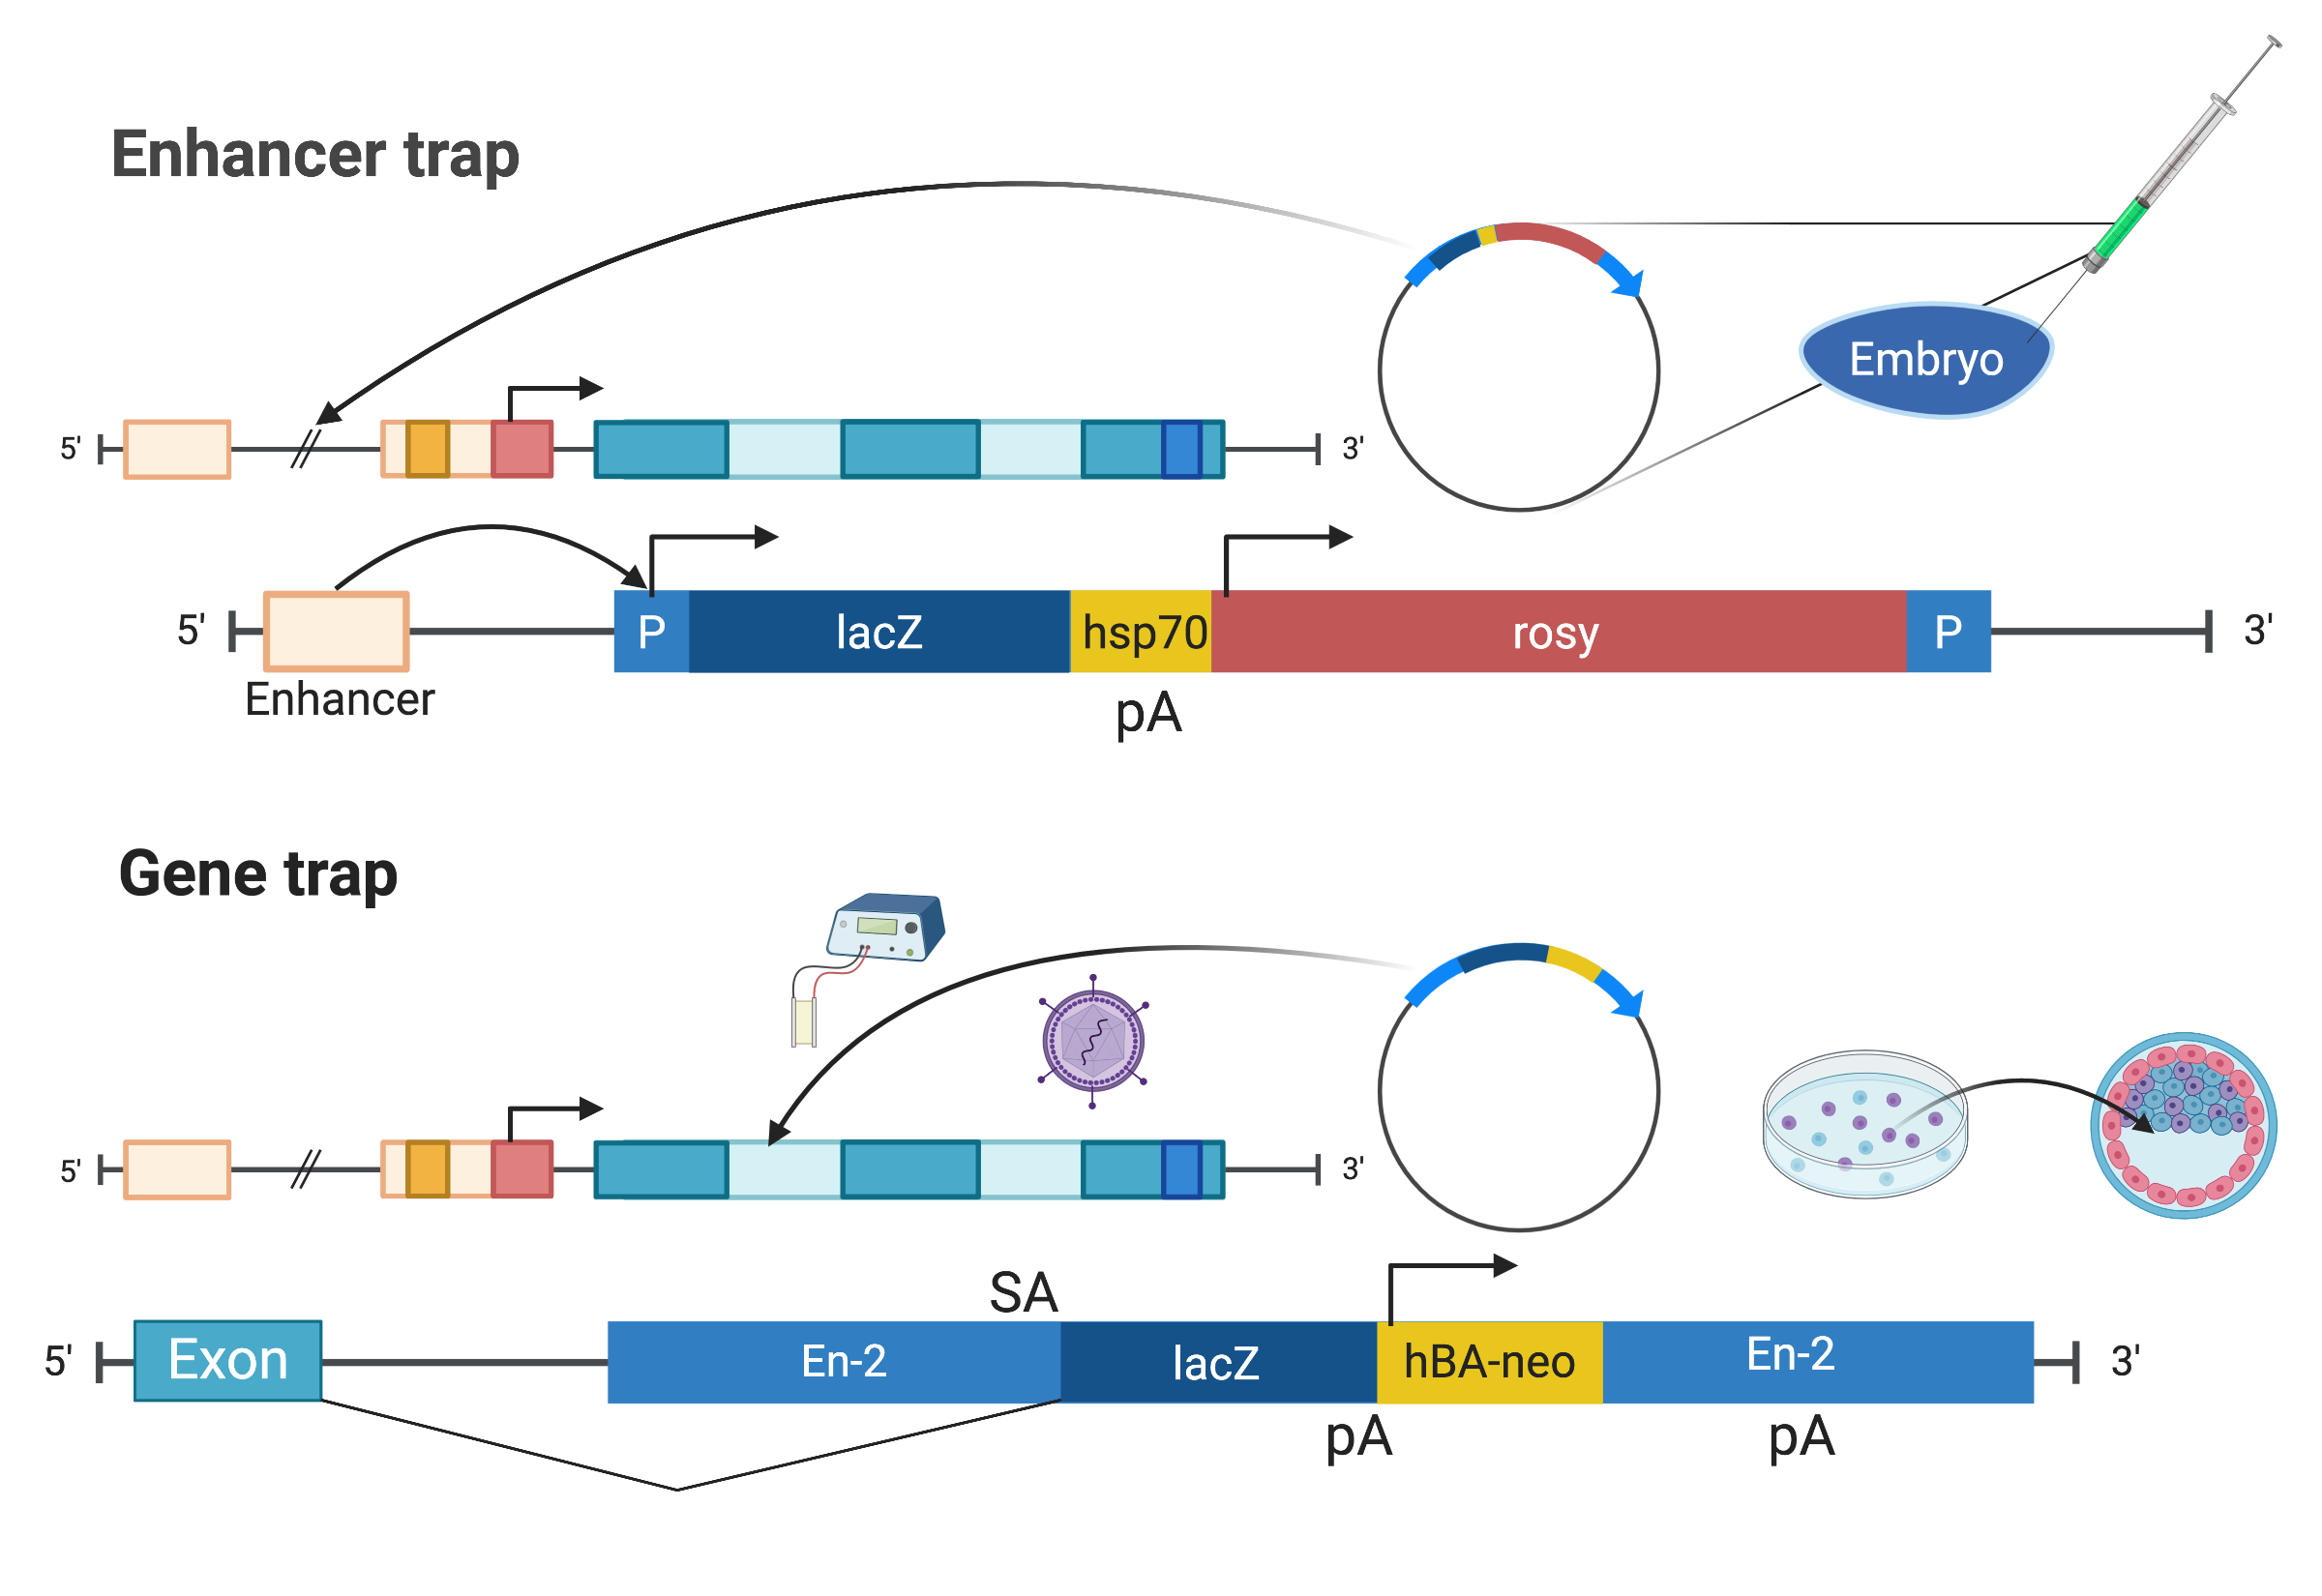 Enhancer trap
Embryo
5' 3'
5' P lacZ hsp70 rosy P 3'
Enhancer
pA
Gene trap
5' 3'
SA
5' Exon En-2 lacZ hBA-neo En-2 3'
pA pA